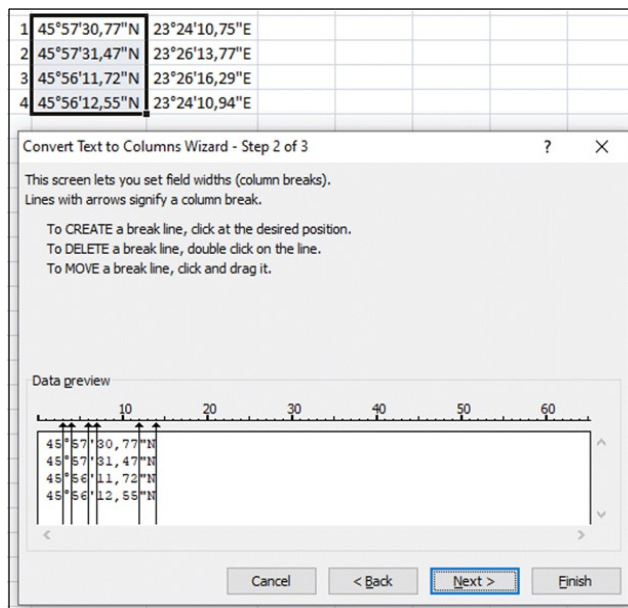 1 45°57'30,77"N 23°24'10,75"E
2 45°57'31,47"N 23°26'13,77"E
3 45°56'11,72"N 23°26'16,29"E
4 45°56'12,55"N 23°24'10,94"E
Convert Text to Columns Wizard - Step 2 of 3 ? ×
This screen lets you set field widths (column breaks).
Lines with arrows signify a column break.
To CREATE a break line, click at the desired position.
To DELETE a break line, double click on the line.
To MOVE a break line, click and drag it.
Data preview
10 20 30 40 50 60
45°57'30,77"N
45°57'31,47"N
45°56'11,72"N
45°56'12,55"N
Cancel < Back Next > Finish